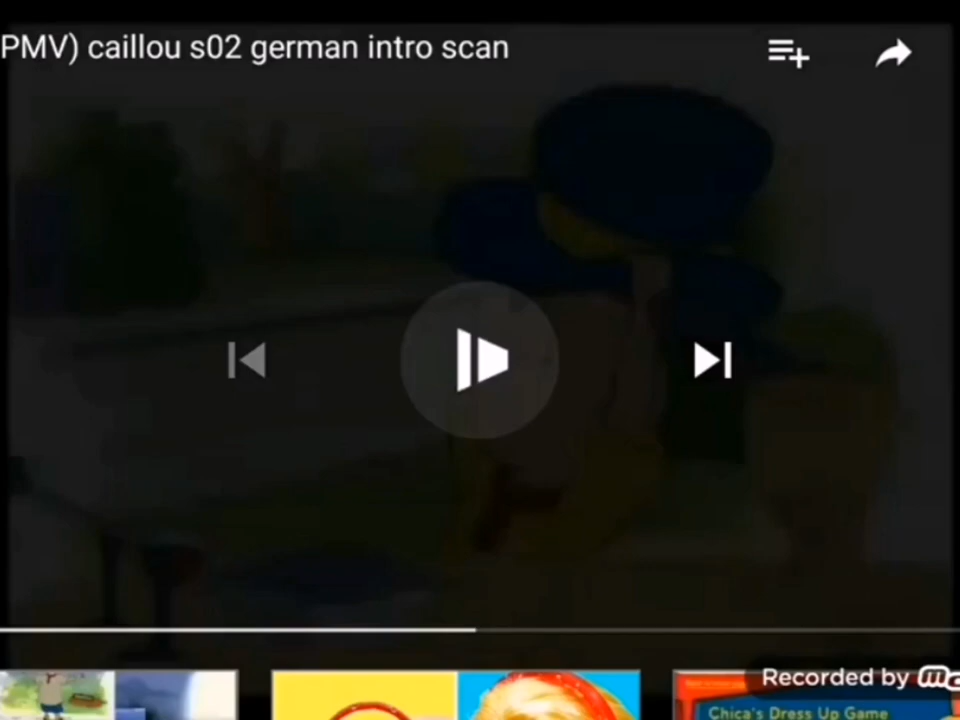 PMV) caillou s02 german intro scan
Recorded by
Chica's Dress Up Game